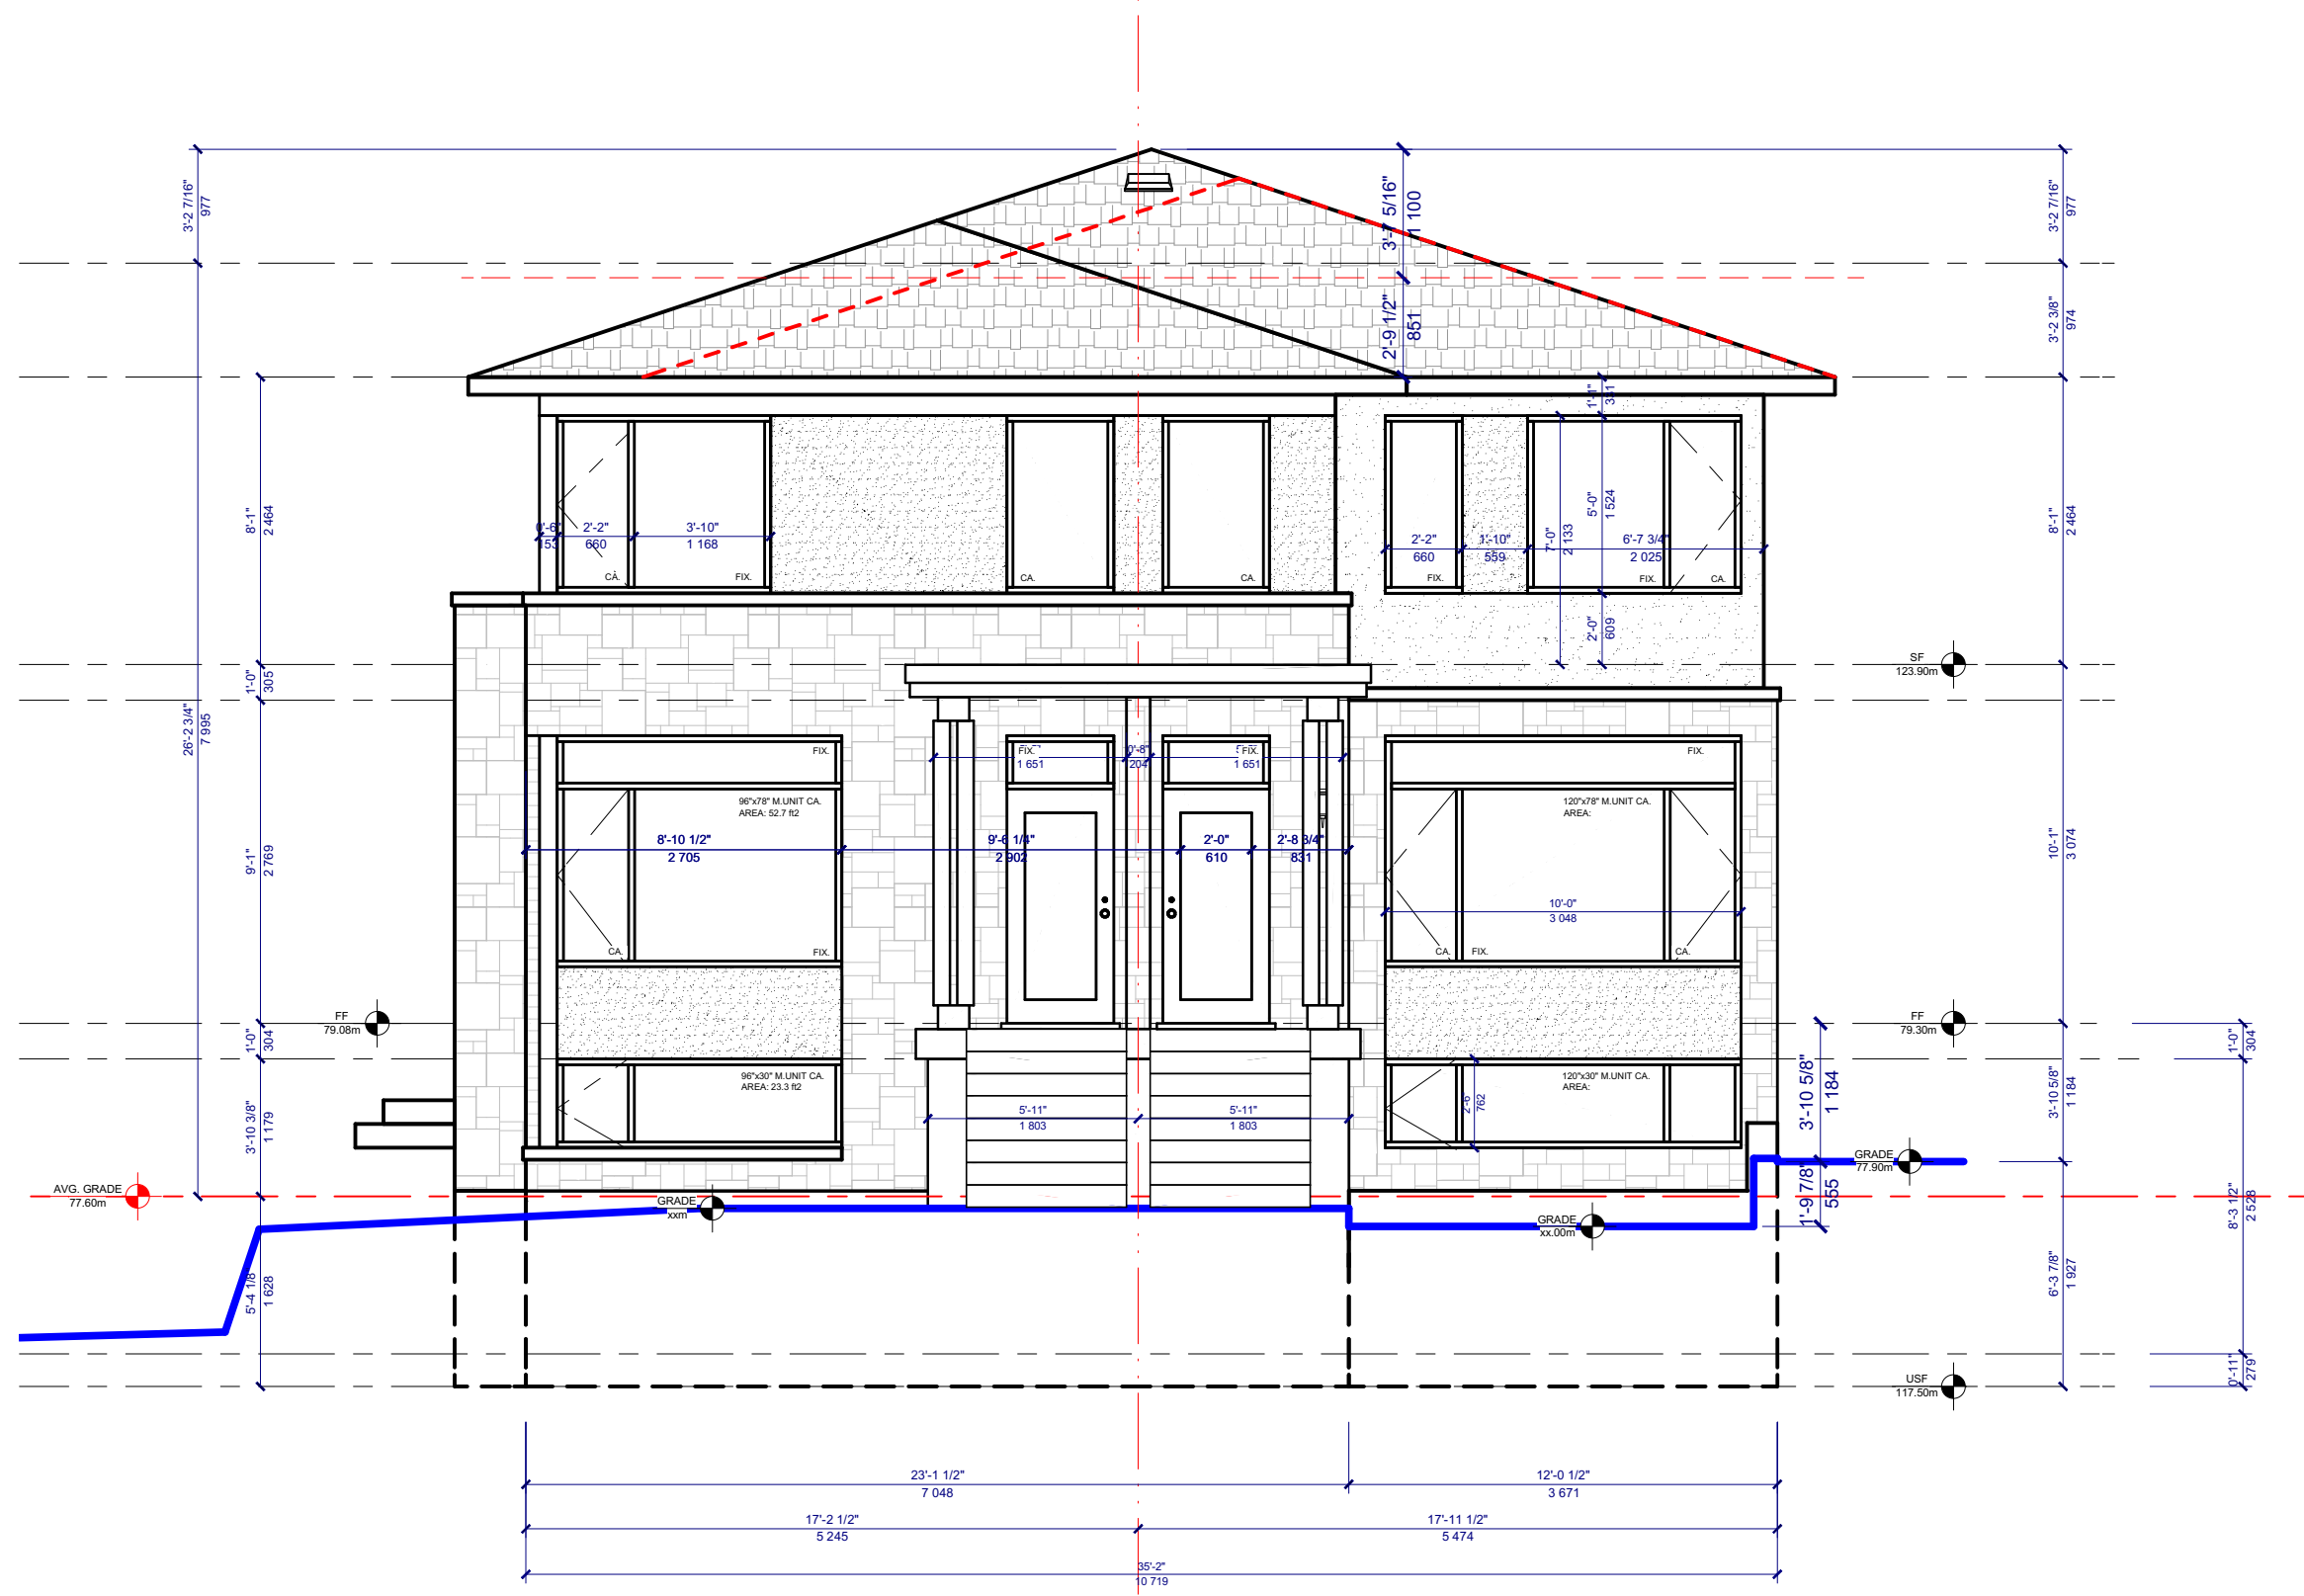 3'-2 7/16"
977
3'-7 5/16"
1 100
3'-2 7/16"
977
2'-9 1/2"
851
3'-2 3/8"
974
1'-1"
331
8'-1"
2 464
0'-6"
153
2'-2"
660
3'-10"
1 168
CA.
FIX.
CA.
CA.
2'-2"
660
1'-10"
559
7'-0"
2 133
5'-0"
1 524
6'-7 3/4"
2 025
FIX.
FIX.
CA.
8'-1"
2 464
2'-0"
609
SF
123.90m
1'-0"
305
26'-2 3/4"
7 995
FIX.
FIX.
1 651
0'-8"
204
FIX.
1 651
FIX.
96"x78" M.UNIT CA.
AREA: 52.7 ft2
120"x78" M.UNIT CA.
AREA:
8'-10 1/2"
2 705
9'-6 1/4"
2 902
2'-0"
610
2'-8 3/4"
831
9'-1"
2 769
10'-1"
3 074
10'-0"
3 048
CA.
FIX.
CA.
FIX.
CA.
FF
79.08m
FF
79.30m
1'-0"
304
1'-0"
304
96"x30" M.UNIT CA.
AREA: 23.3 ft2
120"x30" M.UNIT CA.
AREA:
2'-6"
762
3'-10 5/8"
1 184
3'-10 5/8"
1 184
5'-11"
1 803
5'-11"
1 803
3'-10 3/8"
1 179
GRADE
77.90m
AVG. GRADE
77.60m
GRADE
xxm
GRADE
xx.00m
1'-9 7/8"
555
8'-3 1/2"
2 528
5'-4 1/8"
1 628
6'-3 7/8"
1 927
0'-11"
279
USF
117.50m
23'-1 1/2"
7 048
12'-0 1/2"
3 671
17'-2 1/2"
5 245
17'-11 1/2"
5 474
35'-2"
10 719